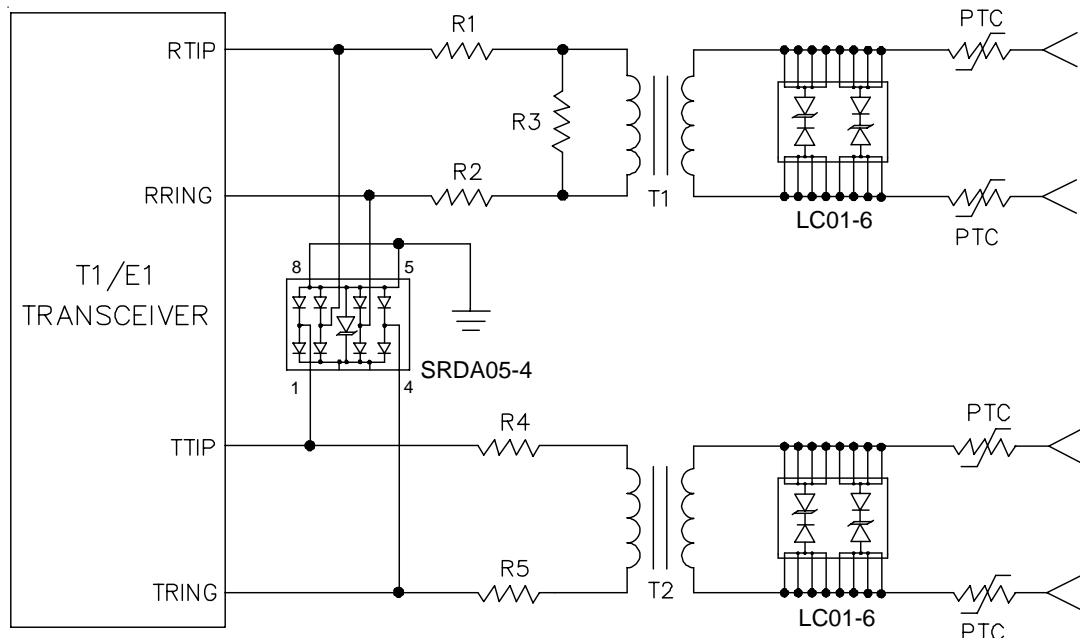 PTC
RTIP
R1
R3
RRING
R2
T1
LC01-6
PTC
8
5
T1/E1
TRANSCEIVER
SRDA05-4
1
4
PTC
TTIP
R4
TRING
R5
T2
LC01-6
PTC